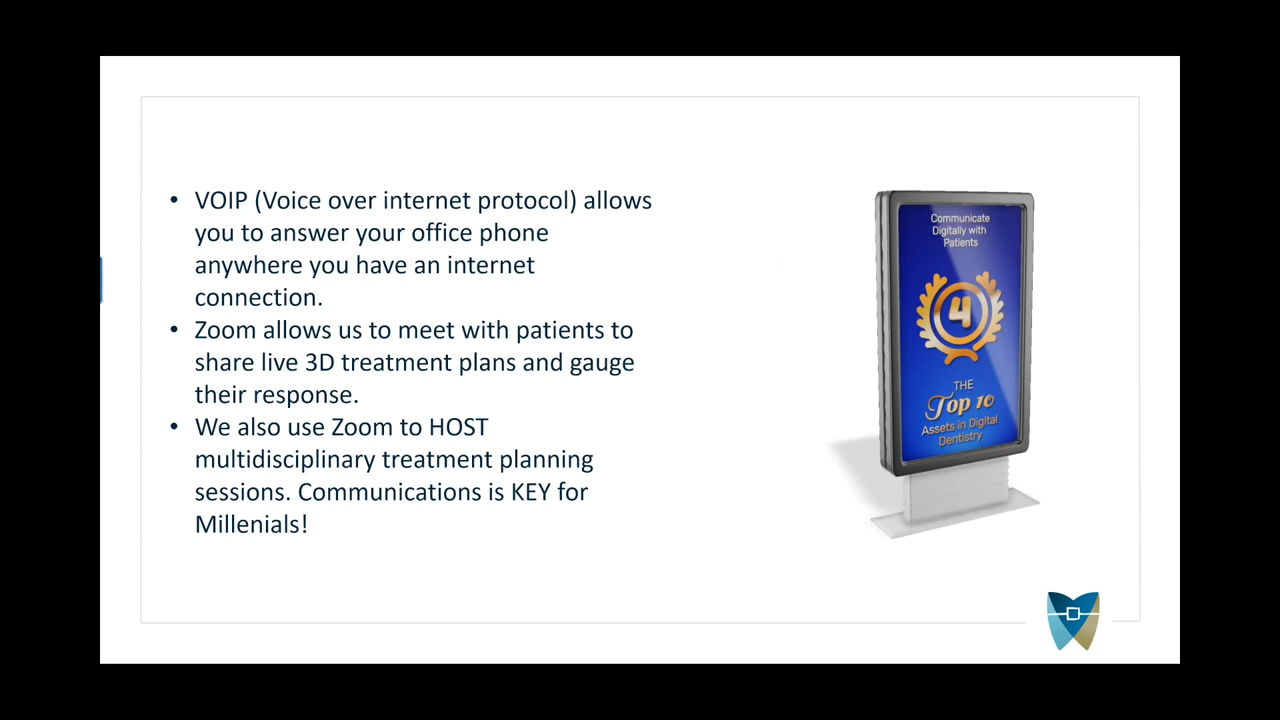 • VOIP (Voice over internet protocol) allows
you to answer your office phone
anywhere you have an internet
connection.
• Zoom allows us to meet with patients to
share live 3D treatment plans and gauge
their response.
• We also use Zoom to HOST
multidisciplinary treatment planning
sessions. Communications is KEY for
Millenials!
Communicate
Digitally with
Patients
4
THE
Top 10
Assets in Digital
Dentistry